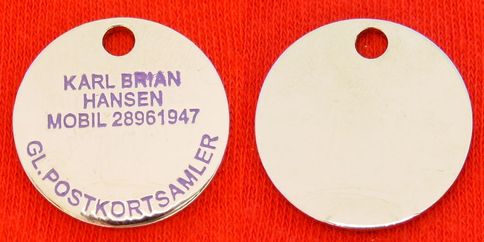 KARL BRIAN
HANSEN
MOBIL 28961947
GL.POSTKORTSAMLER